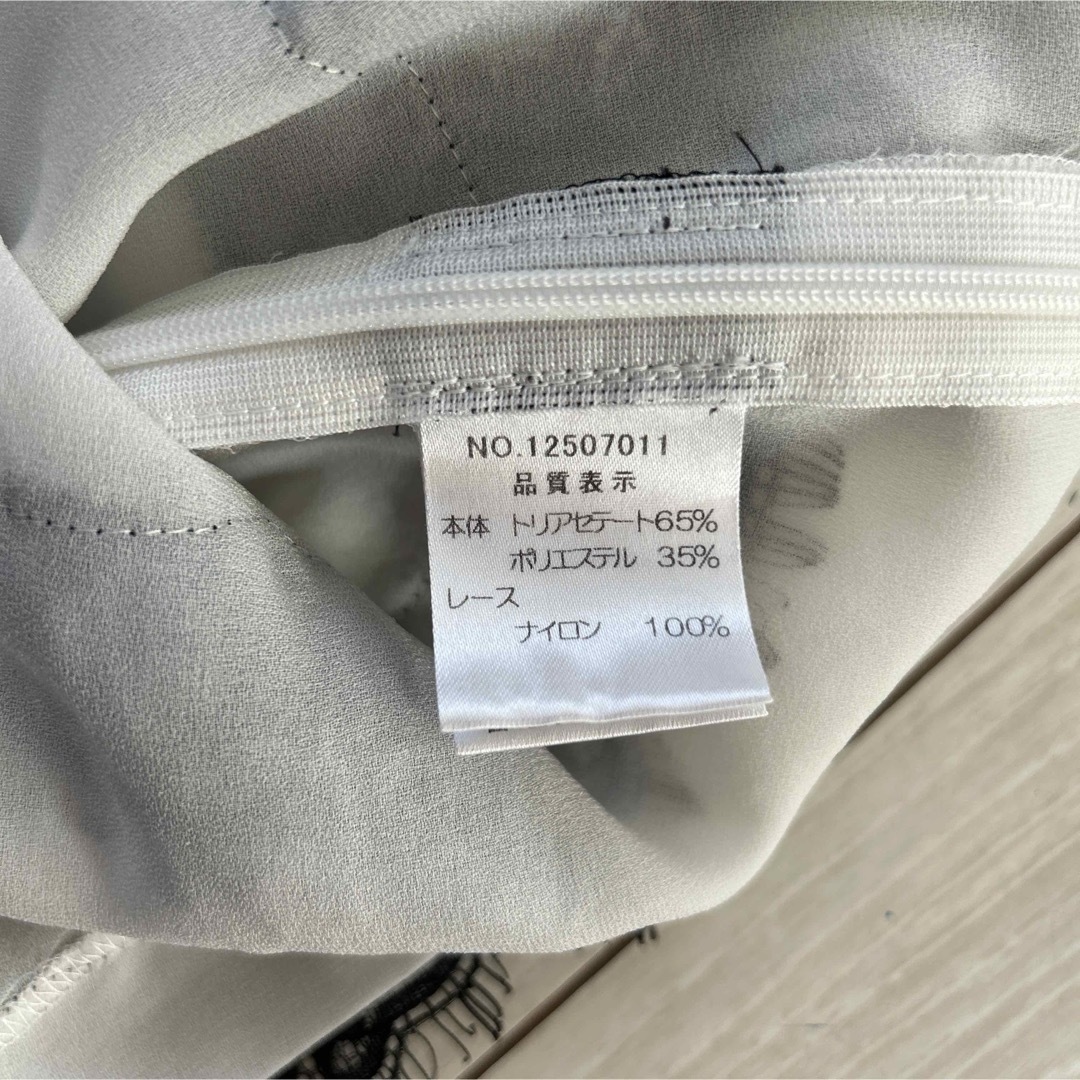 NO.12507011
品質表示
本体 トリアセテート65%
ポリエステル 35%
レース
ナイロン 100%